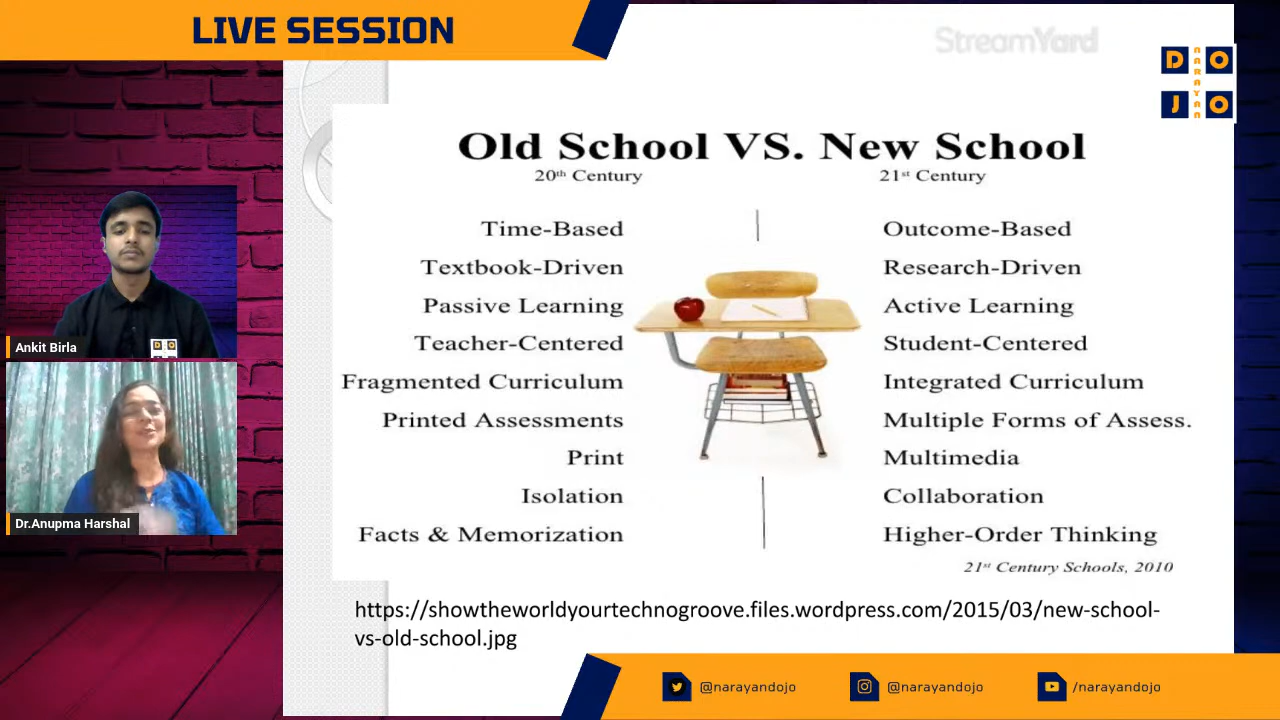 LIVE SESSION
StreamYard
D O
NARAYAN
J O
Old School VS. New School
20th Century 21st Century
Time-Based Outcome-Based
Textbook-Driven Research-Driven
Passive Learning Active Learning
Teacher-Centered Student-Centered
Fragmented Curriculum Integrated Curriculum
Printed Assessments Multiple Forms of Assess.
Print Multimedia
Isolation Collaboration
Facts & Memorization Higher-Order Thinking
21st Century Schools, 2010
https://showtheworldyourtechnogroove.files.wordpress.com/2015/03/new-school-
vs-old-school.jpg
Ankit Birla
D O
J O
Dr.Anupma Harshal
@narayandojo @narayandojo /narayandojo